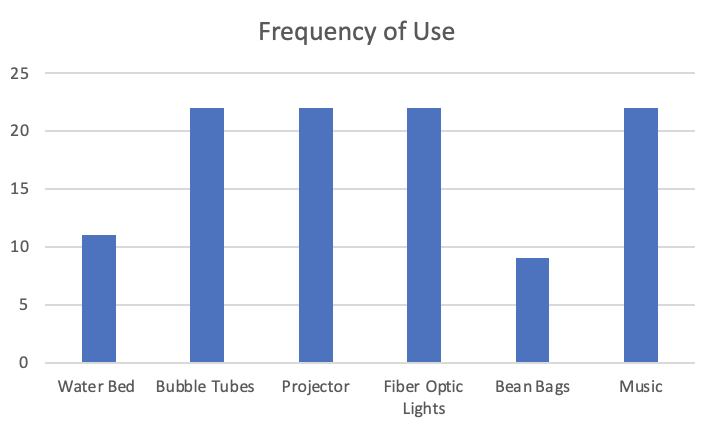 Frequency of Use
25
20
15
10
5
0
Water Bed
Bubble Tubes
Projector
Fiber Optic
Lights
Bean Bags
Music